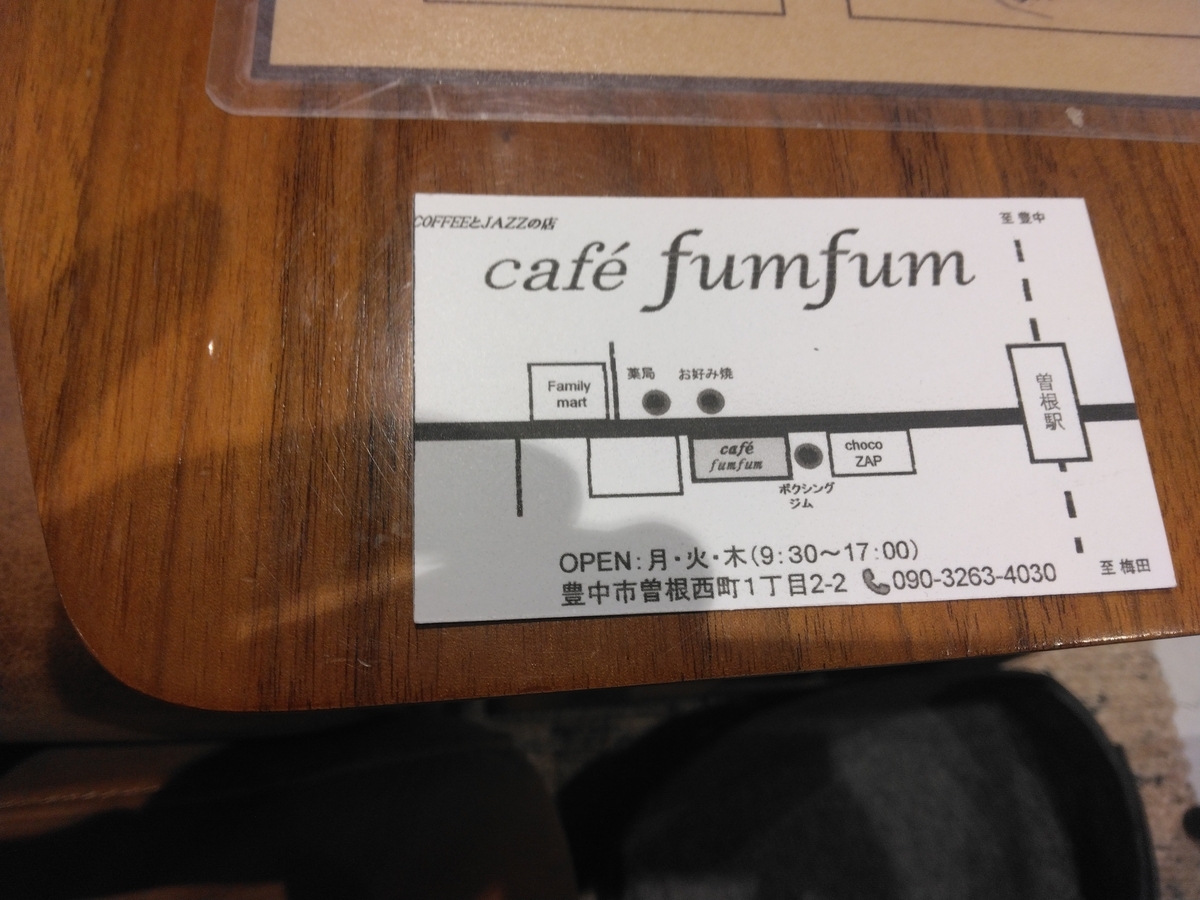 COFFEEとJAZZの店
café fumfum
至 豊中
Family
mart
薬局
お好み焼
曽根駅
café
fumfum
ボクシング
ジム
choco
ZAP
OPEN:月・火・木(9:30～17:00)
豊中市曽根西町1丁目2-2 📞090-3263-4030
至 梅田